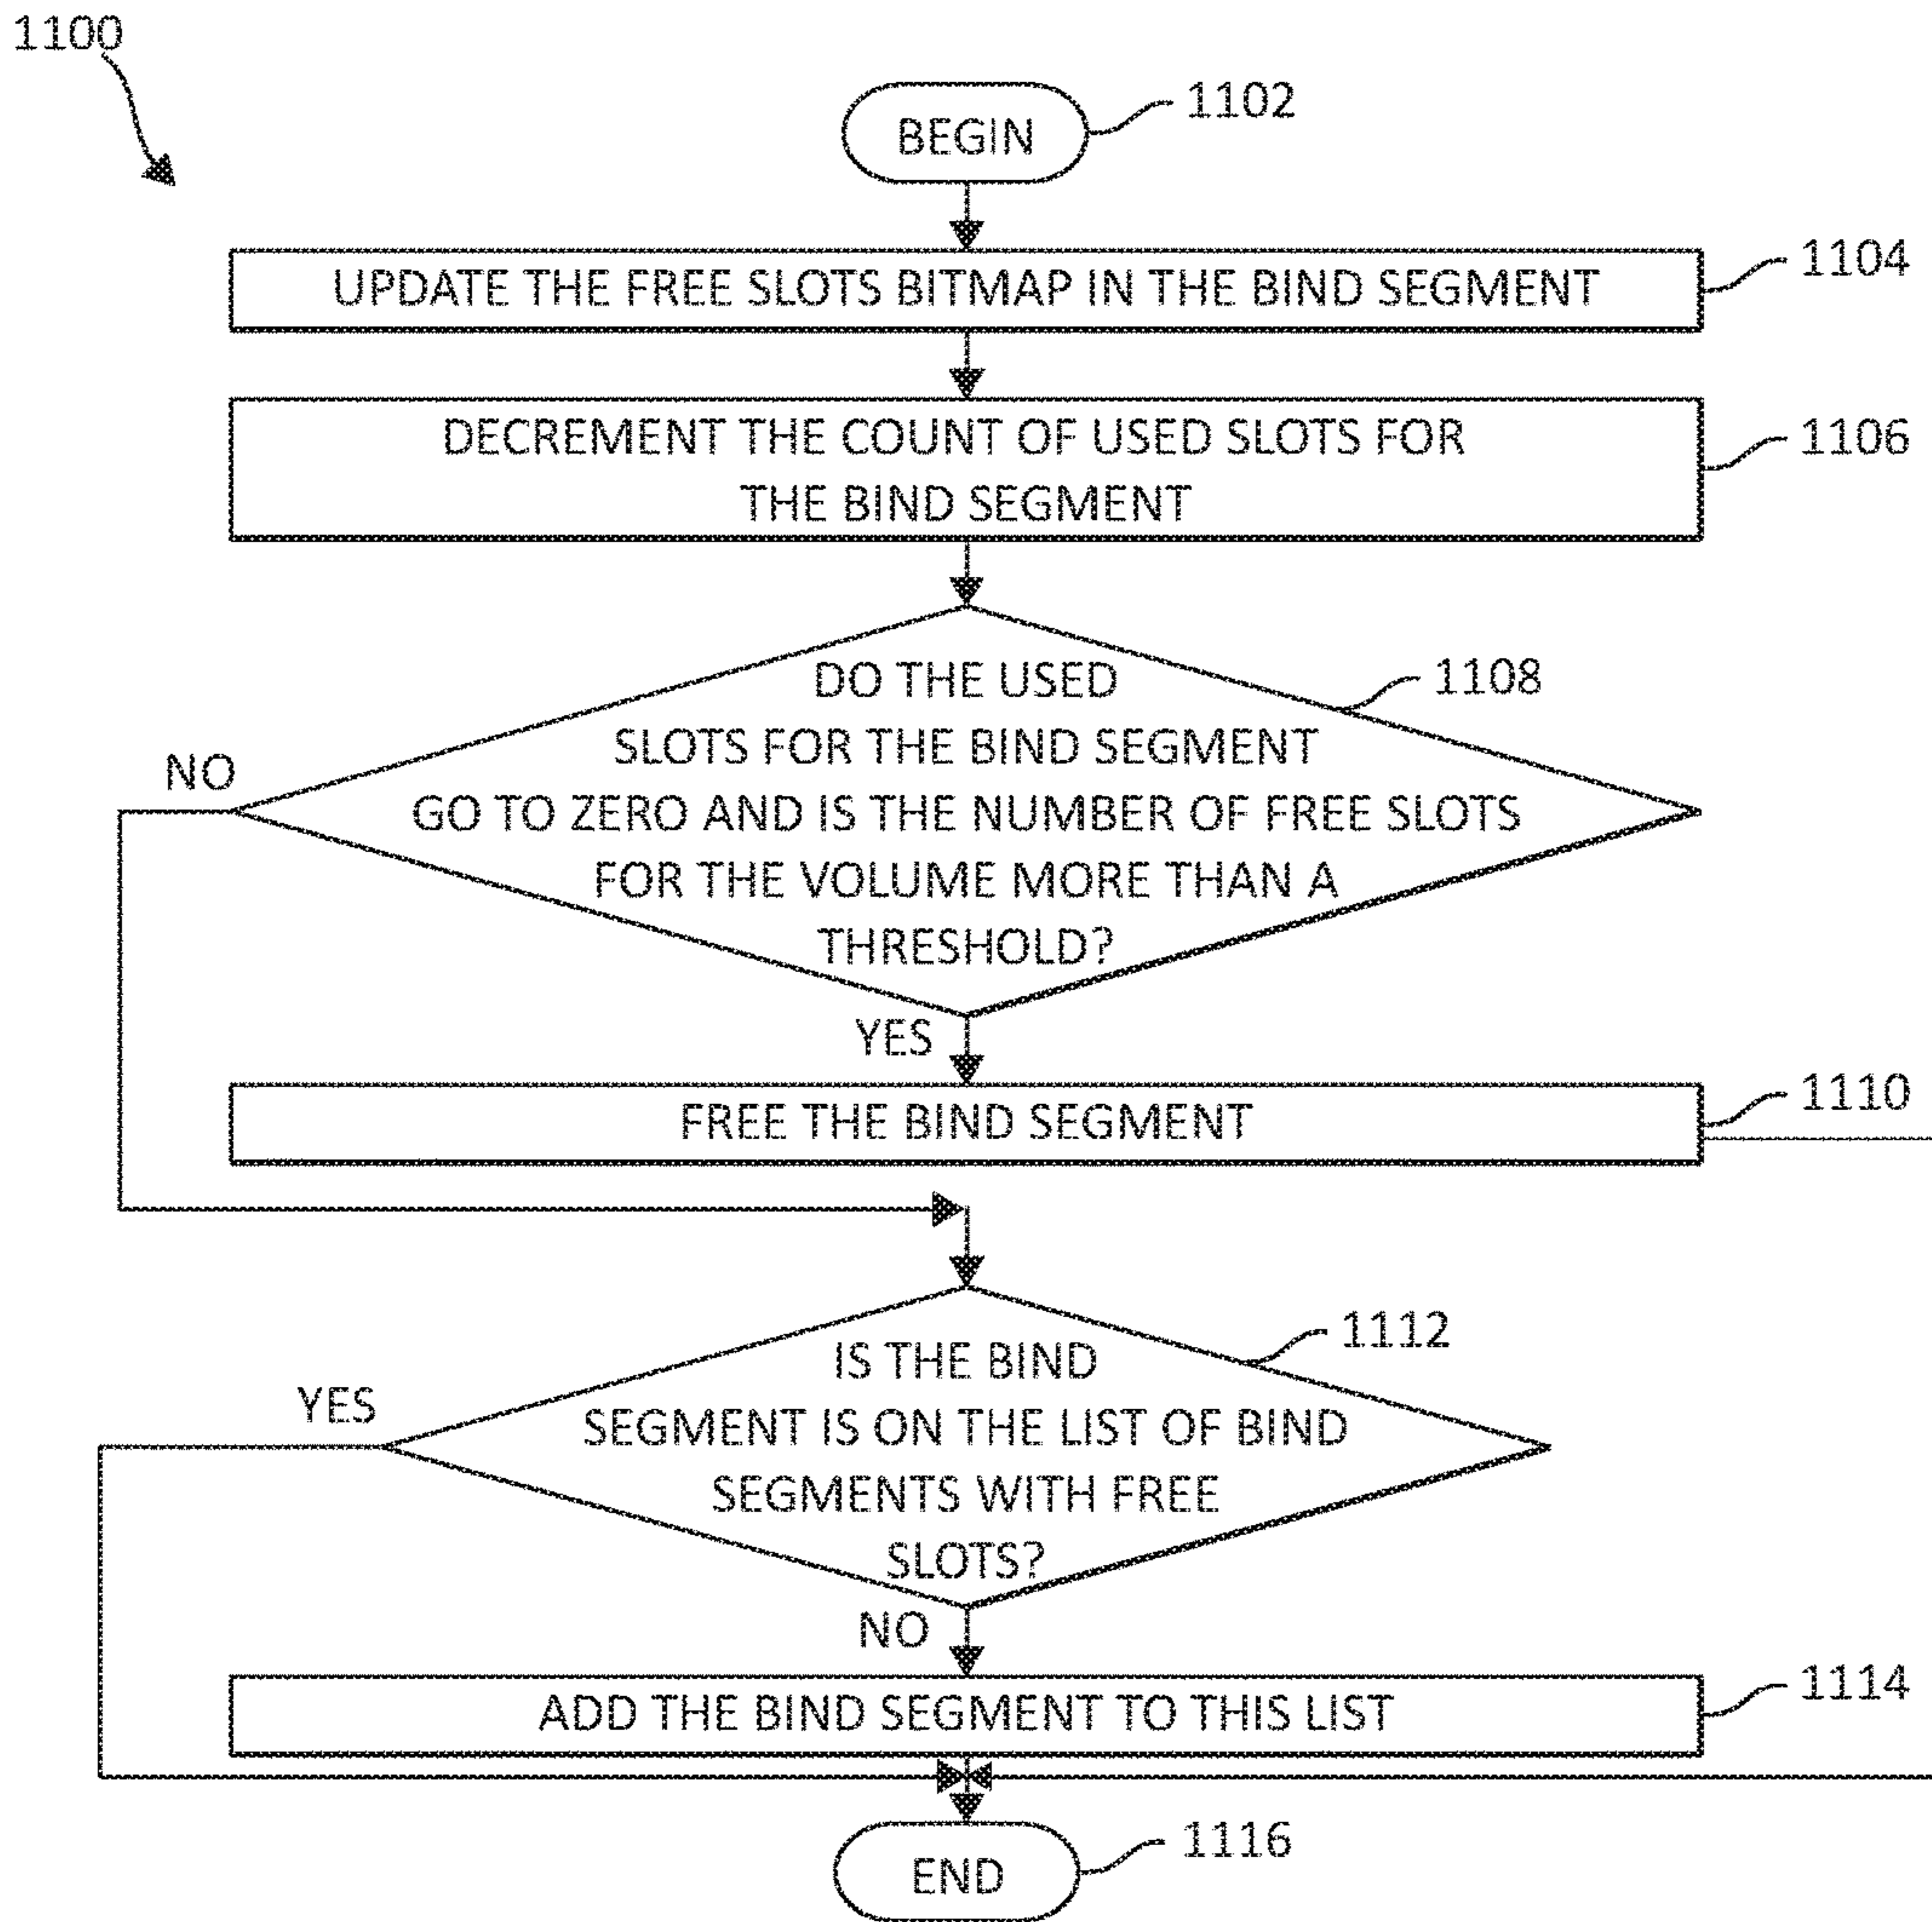 1100
BEGIN
1102
UPDATE THE FREE SLOTS BITMAP IN THE BIND SEGMENT
1104
DECREMENT THE COUNT OF USED SLOTS FOR
THE BIND SEGMENT
1106
DO THE USED
SLOTS FOR THE BIND SEGMENT
GO TO ZERO AND IS THE NUMBER OF FREE SLOTS
FOR THE VOLUME MORE THAN A
THRESHOLD?
1108
NO
YES
FREE THE BIND SEGMENT
1110
IS THE BIND
SEGMENT IS ON THE LIST OF BIND
SEGMENTS WITH FREE
SLOTS?
1112
YES
NO
ADD THE BIND SEGMENT TO THIS LIST
1114
END
1116